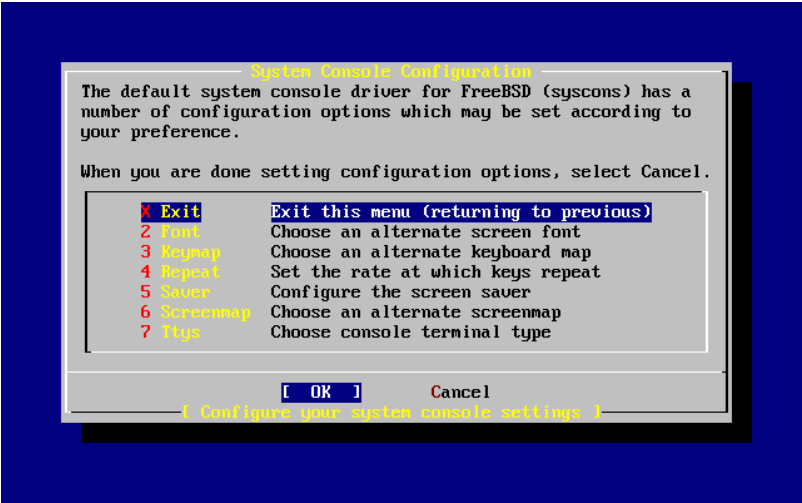 System Console Configuration
The default system console driver for FreeBSD (syscons) has a
number of configuration options which may be set according to
your preference.
When you are done setting configuration options, select Cancel.
X Exit Exit this menu (returning to previous)
2 Font Choose an alternate screen font
3 Keymap Choose an alternate keyboard map
4 Repeat Set the rate at which keys repeat
5 Saver Configure the screen saver
6 Screenmap Choose an alternate screenmap
7 Ttys Choose console terminal type
[ OK ] Cancel
[ Configure your system console settings ]